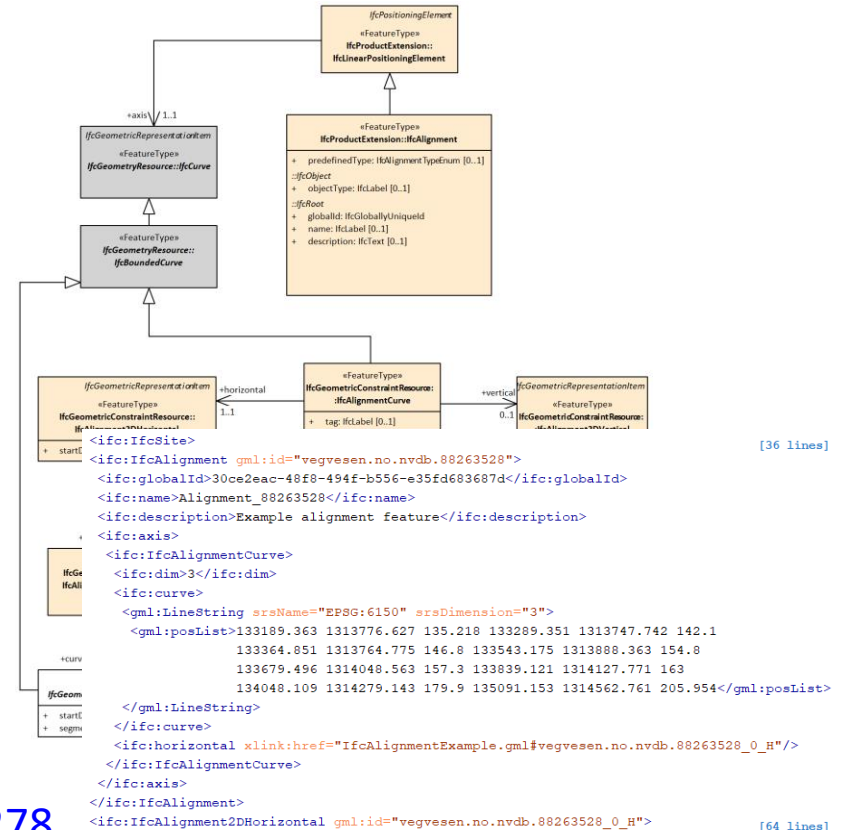 IfcPositioningElement
«FeatureType»
IfcProductExtension::
IfcLinearPositioningElement
+axis
1..1
IfcGeometricRepresentationItem
«FeatureType»
IfcGeometryResource::IfcCurve
«FeatureType»
IfcProductExtension::IfcAlignment
+ predefinedType: IfcAlignmentTypeEnum [0..1]
::IfcObject
+ objectType: IfcLabel [0..1]
::IfcRoot
+ globalId: IfcGloballyUniqueId
+ name: IfcLabel [0..1]
+ description: IfcText [0..1]
«FeatureType»
IfcGeometryResource::
IfcBoundedCurve
IfcGeometricRepresentationItem
«FeatureType»
IfcGeometricConstraintResource::
IfcAlignment2DHorizontal
+ startD
+horizontal
1..1
«FeatureType»
IfcGeometricConstraintResource:
:IfcAlignmentCurve
+ tag: IfcLabel [0..1]
+vertical
0..1
IfcGeometricRepresentationItem
«FeatureType»
IfcGeometricConstraintResource:
:IfcAlignment2DVertical
<ifc:IfcSite> [36 lines]
<ifc:IfcAlignment gml:id="vegvesen.no.nvdb.88263528">
<ifc:globalId>30ce2eac-48f8-494f-b556-e35fd683687d</ifc:globalId>
<ifc:name>Alignment_88263528</ifc:name>
<ifc:description>Example alignment feature</ifc:description>
<ifc:axis>
<ifc:IfcAlignmentCurve>
<ifc:dim>3</ifc:dim>
<ifc:curve>
<gml:LineString srsName="EPSG:6150" srsDimension="3">
<gml:posList>133189.363 1313776.627 135.218 133289.351 1313747.742 142.1
133364.851 1313764.775 146.8 133543.175 1313888.363 154.8
133679.496 1314048.563 157.3 133839.121 1314127.771 163
134048.109 1314279.143 179.9 135091.153 1314562.761 205.954</gml:posList>
</gml:LineString>
</ifc:curve>
<ifc:horizontal xlink:href="IfcAlignmentExample.gml#vegvesen.no.nvdb.88263528_0_H"/>
</ifc:IfcAlignmentCurve>
</ifc:axis>
</ifc:IfcAlignment>
<ifc:IfcAlignment2DHorizontal gml:id="vegvesen.no.nvdb.88263528_0_H"> [64 lines]
IfcGe
IfcAli
+curv
IfcGeom
+ startD
+ segme
278